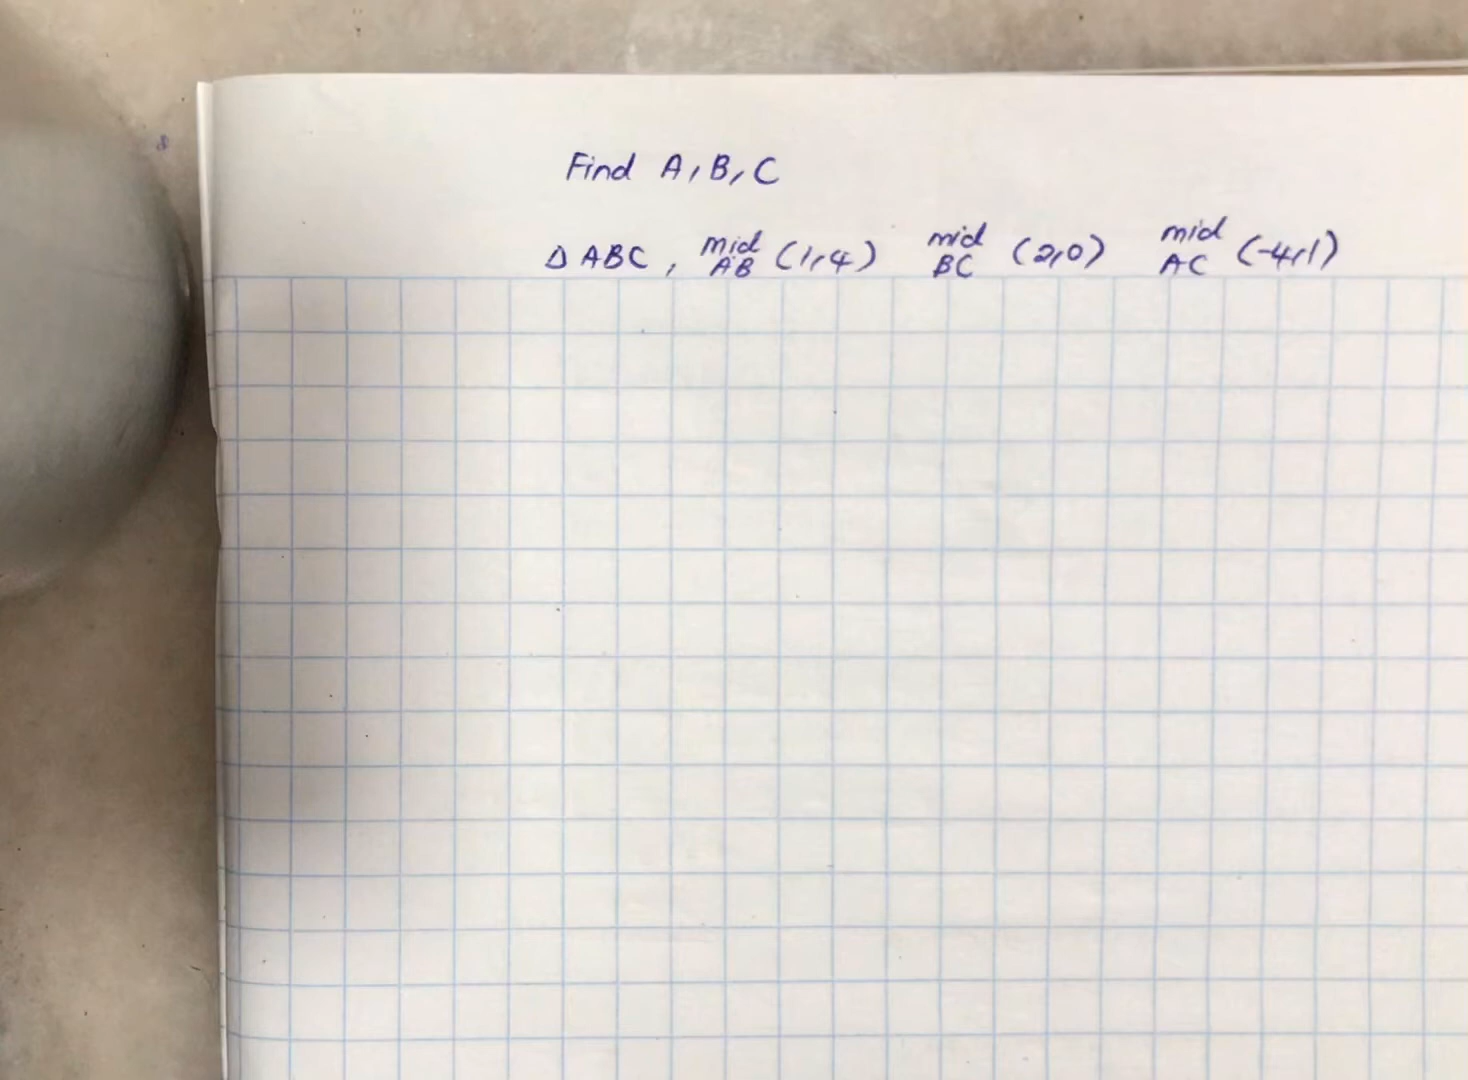 Find A, B, C
Δ ABC, mid AB (1,4) mid BC (2,0) mid AC (-4,1)